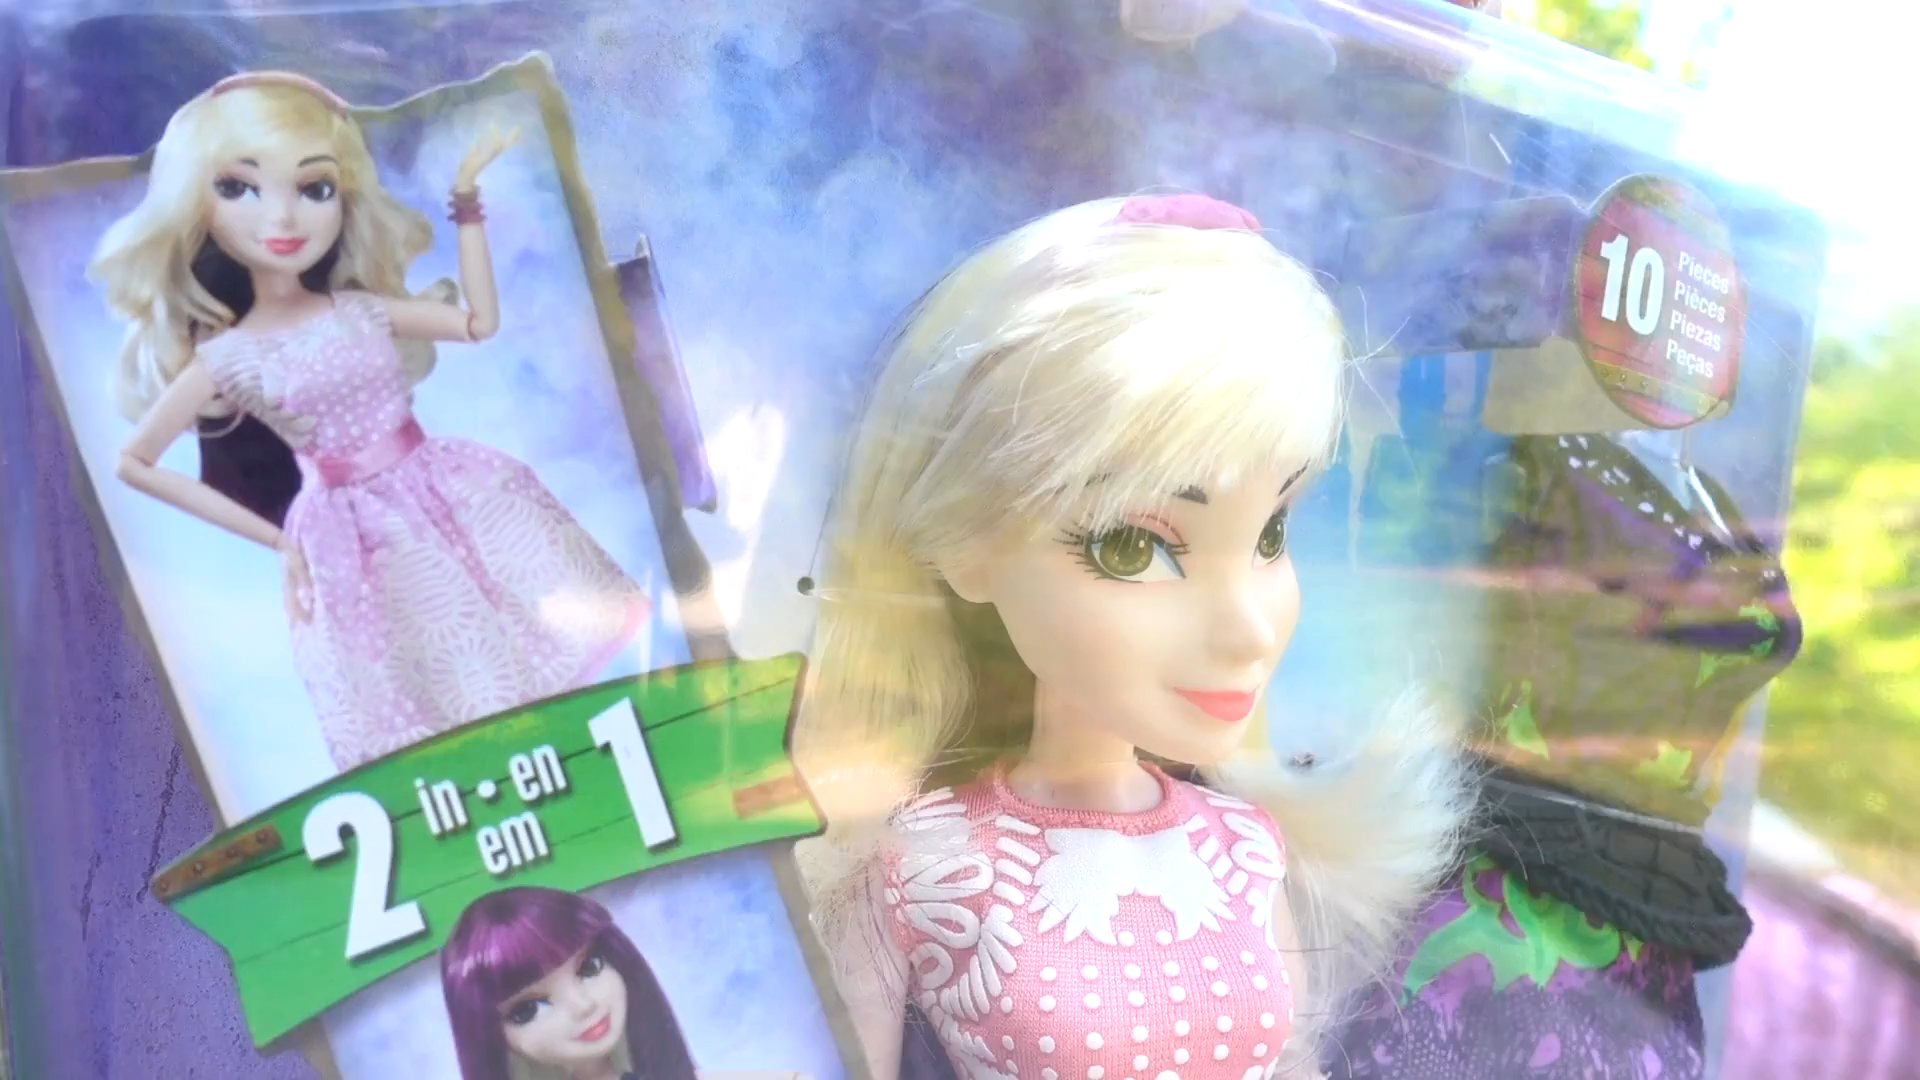 10
Pieces
Pièces
Piezas
Peças
2 in • en 1
em